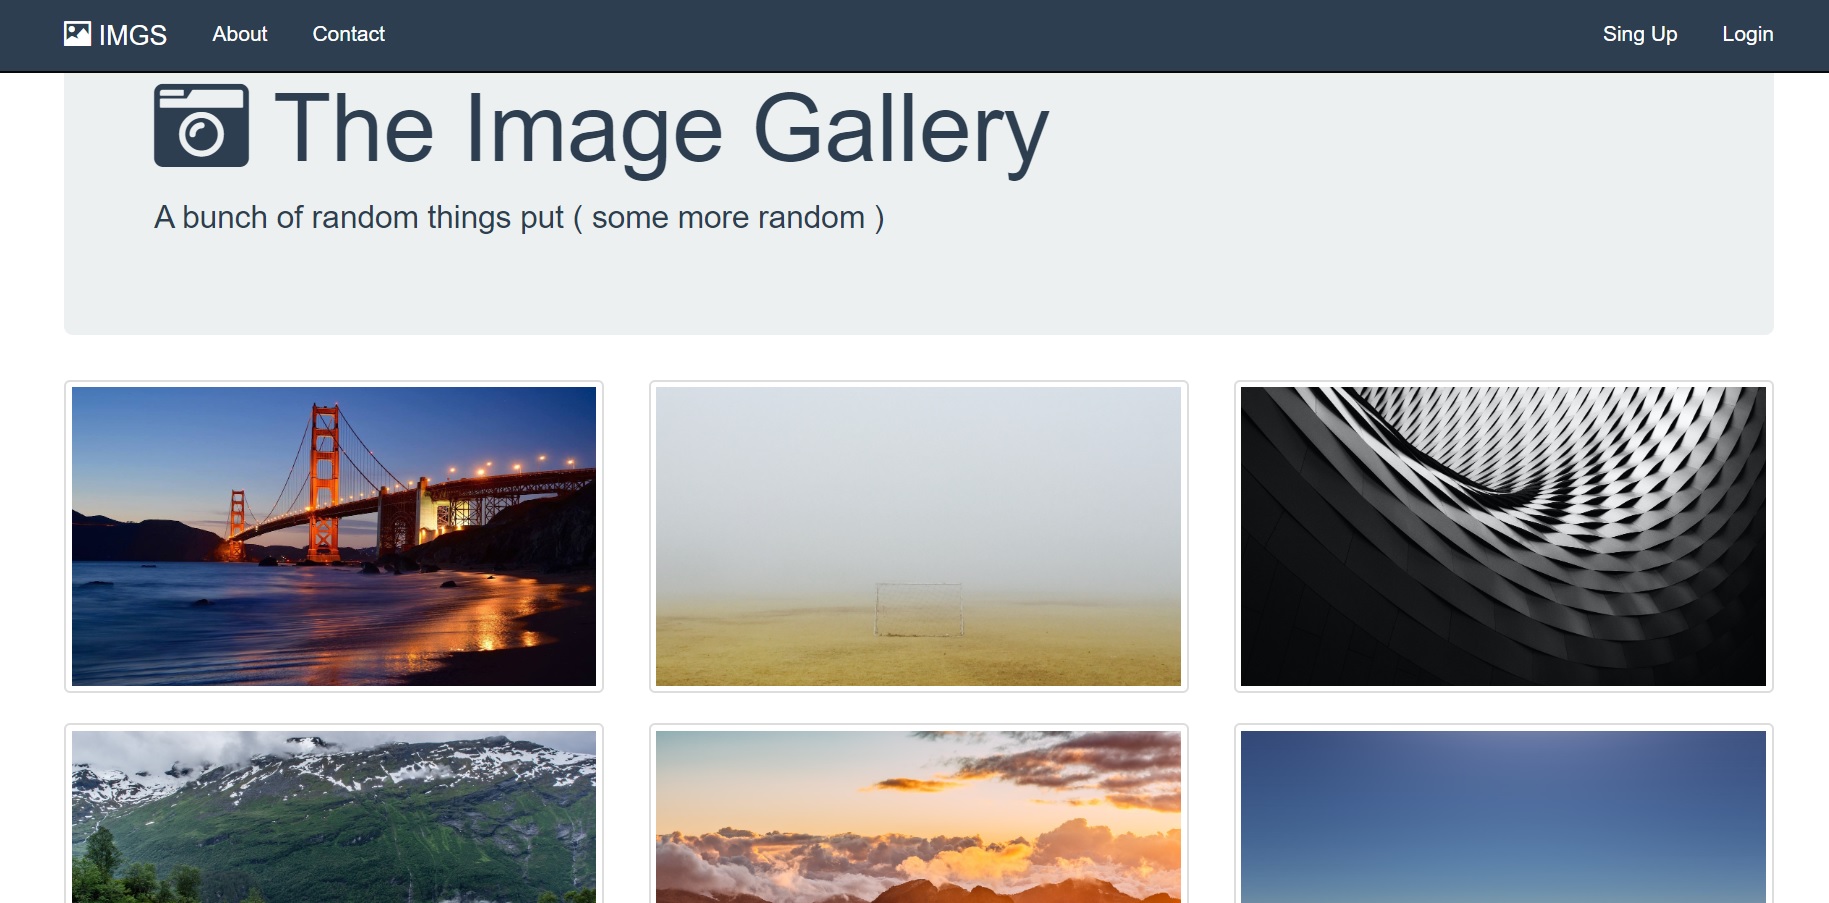 IMGS About Contact Sing Up Login
The Image Gallery
A bunch of random things put ( some more random )